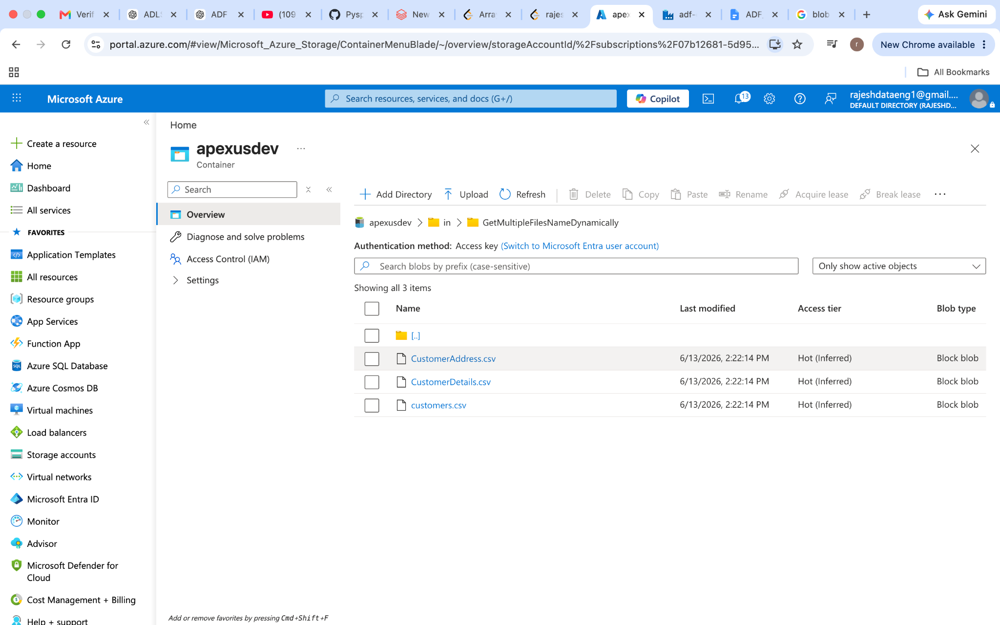 Verif
ADLS
ADF
(109
Pysp
New
Arra
rajes
apex
adf-
ADF_
blob
Ask Gemini
portal.azure.com/#view/Microsoft_Azure_Storage/ContainerMenuBlade/~/overview/storageAccountId/%2Fsubscriptions%2F07b12681-5d95...
r
New Chrome available
All Bookmarks
Microsoft Azure
Search resources, services, and docs (G+/)
Copilot
13
rajeshdataeng1@gmail....
DEFAULT DIRECTORY (RAJESHD...
Create a resource
Home
Dashboard
All services
FAVORITES
Application Templates
All resources
Resource groups
App Services
Function App
SQL
Azure SQL Database
Azure Cosmos DB
Virtual machines
Load balancers
Storage accounts
Virtual networks
Microsoft Entra ID
Monitor
Advisor
Microsoft Defender for
Cloud
Cost Management + Billing
Help + support
Home
apexusdev
...
Container
Search
Overview
Diagnose and solve problems
Access Control (IAM)
Settings
Add or remove favorites by pressing Cmd+Shift+F
Add Directory
Upload
Refresh
Delete
Copy
Paste
Rename
Acquire lease
Break lease
...
apexusdev > in > GetMultipleFilesNameDynamically
Authentication method: Access key (Switch to Microsoft Entra user account)
Search blobs by prefix (case-sensitive)
Only show active objects
Showing all 3 items
Name Last modified Access tier Blob type
[..]
CustomerAddress.csv 6/13/2026, 2:22:14 PM Hot (Inferred) Block blob
CustomerDetails.csv 6/13/2026, 2:22:14 PM Hot (Inferred) Block blob
customers.csv 6/13/2026, 2:22:14 PM Hot (Inferred) Block blob